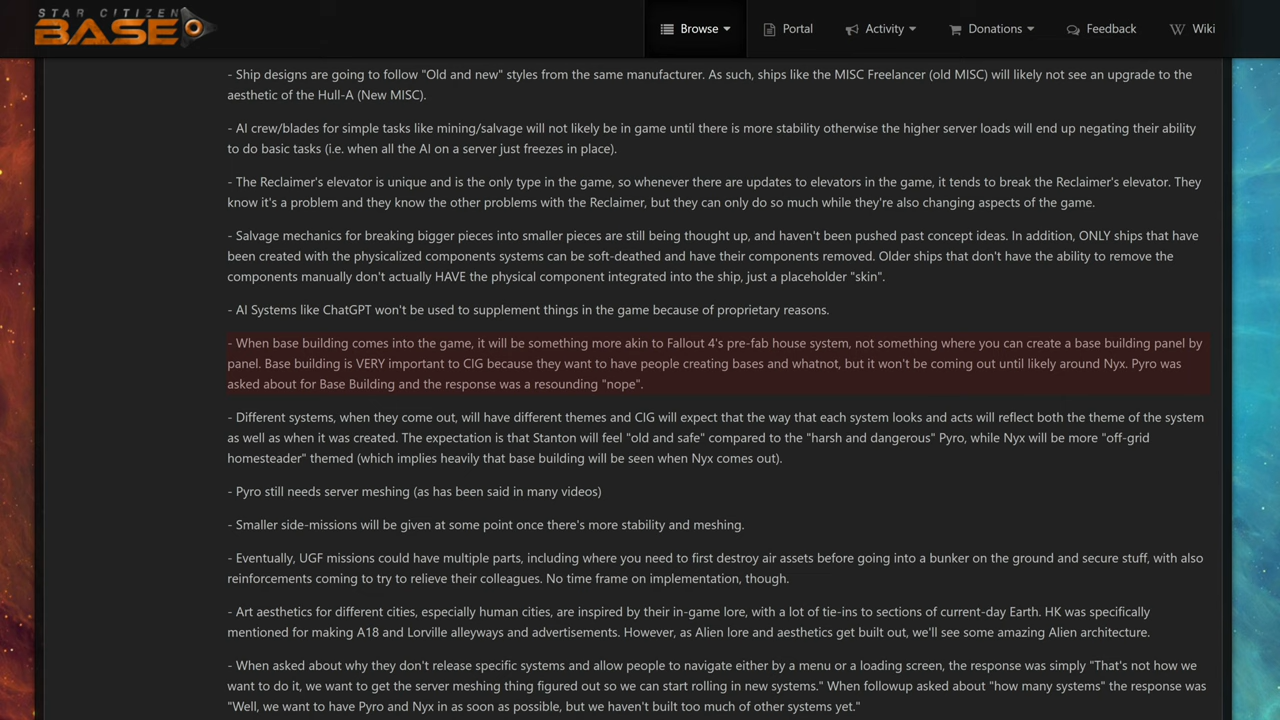 STAR CITIZEN
BASE
Browse
Portal
Activity
Donations
Feedback
Wiki
- Ship designs are going to follow "Old and new" styles from the same manufacturer. As such, ships like the MISC Freelancer (old MISC) will likely not see an upgrade to the
aesthetic of the Hull-A (New MISC).
- AI crew/blades for simple tasks like mining/salvage will not likely be in game until there is more stability otherwise the higher server loads will end up negating their ability
to do basic tasks (i.e. when all the AI on a server just freezes in place).
- The Reclaimer's elevator is unique and is the only type in the game, so whenever there are updates to elevators in the game, it tends to break the Reclaimer's elevator. They
know it's a problem and they know the other problems with the Reclaimer, but they can only do so much while they're also changing aspects of the game.
- Salvage mechanics for breaking bigger pieces into smaller pieces are still being thought up, and haven't been pushed past concept ideas. In addition, ONLY ships that have
been created with the physicalized components systems can be soft-deathed and have their components removed. Older ships that don't have the ability to remove the
components manually don't actually HAVE the physical component integrated into the ship, just a placeholder "skin".
- AI Systems like ChatGPT won't be used to supplement things in the game because of proprietary reasons.
- When base building comes into the game, it will be something more akin to Fallout 4's pre-fab house system, not something where you can create a base building panel by
panel. Base building is VERY important to CIG because they want to have people creating bases and whatnot, but it won't be coming out until likely around Nyx. Pyro was
asked about for Base Building and the response was a resounding "nope".
- Different systems, when they come out, will have different themes and CIG will expect that the way that each system looks and acts will reflect both the theme of the system
as well as when it was created. The expectation is that Stanton will feel "old and safe" compared to the "harsh and dangerous" Pyro, while Nyx will be more "off-grid
homesteader" themed (which implies heavily that base building will be seen when Nyx comes out).
- Pyro still needs server meshing (as has been said in many videos)
- Smaller side-missions will be given at some point once there's more stability and meshing.
- Eventually, UGF missions could have multiple parts, including where you need to first destroy air assets before going into a bunker on the ground and secure stuff, with also
reinforcements coming to try to relieve their colleagues. No time frame on implementation, though.
- Art aesthetics for different cities, especially human cities, are inspired by their in-game lore, with a lot of tie-ins to sections of current-day Earth. HK was specifically
mentioned for making A18 and Lorville alleyways and advertisements. However, as Alien lore and aesthetics get built out, we'll see some amazing Alien architecture.
- When asked about why they don't release specific systems and allow people to navigate either by a menu or a loading screen, the response was simply "That's not how we
want to do it, we want to get the server meshing thing figured out so we can start rolling in new systems." When followup asked about "how many systems" the response was
"Well, we want to have Pyro and Nyx in as soon as possible, but we haven't built too much of other systems yet."